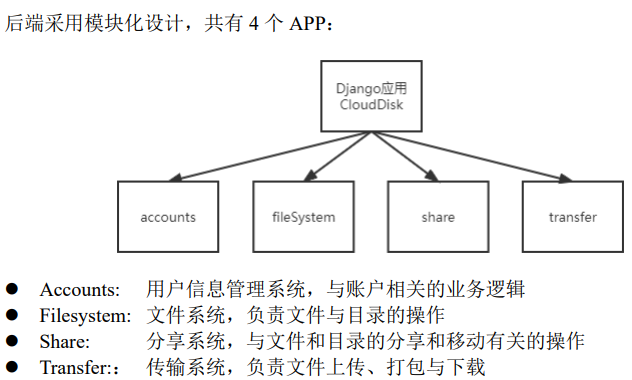 后端采用模块化设计，共有 4 个 APP：
Django应用
CloudDisk
accounts
fileSystem
share
transfer
● Accounts: 用户信息管理系统，与账户相关的业务逻辑
● Filesystem: 文件系统，负责文件与目录的操作
● Share: 分享系统，与文件和目录的分享和移动有关的操作
● Transfer:： 传输系统，负责文件上传、打包与下载